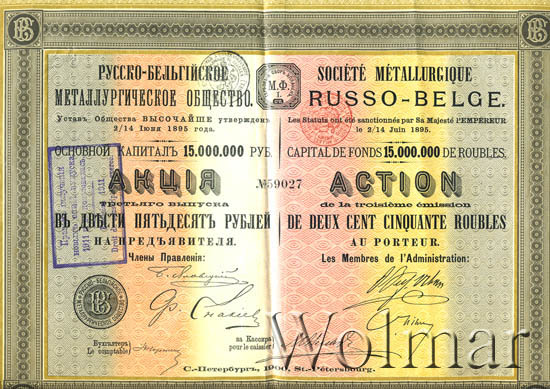 РУССКО-БЕЛЬГІЙСКОЕ
МЕТАЛЛУРГИЧЕСКОЕ ОБЩЕСТВО.
Уставъ Общества ВЫСОЧАЙШЕ утвержденъ
2/14 Іюня 1895 года.
ОСНОВНОЙ КАПИТАЛЪ 15.000.000 РУБ.
АКЦІЯ
третьяго выпуска
ВЪ ДВѢСТИ ПЯТЬДЕСЯТЪ РУБЛЕЙ
НА ПРЕДЪЯВИТЕЛЯ.
Члены Правленія:
Бухгалтеръ
Le comptable
М.Ф.
I.
№59027
SOCIÉTÉ MÉTALLURGIQUE
RUSSO-BELGE.
Les Statuts ont été sanctionnés par Sa Majesté l'EMPEREUR
le 2/14 Juin 1895.
CAPITAL DE FONDS 15.000.000 DE ROUBLES.
ACTION
de la troisième émission
DE DEUX CENT CINQUANTE ROUBLES
AU PORTEUR.
Les Membres de l'Administration:
за Кассира
pour le caissier
С.-Петербургъ, 1900, St.-Pétersbourg.
Wolmar